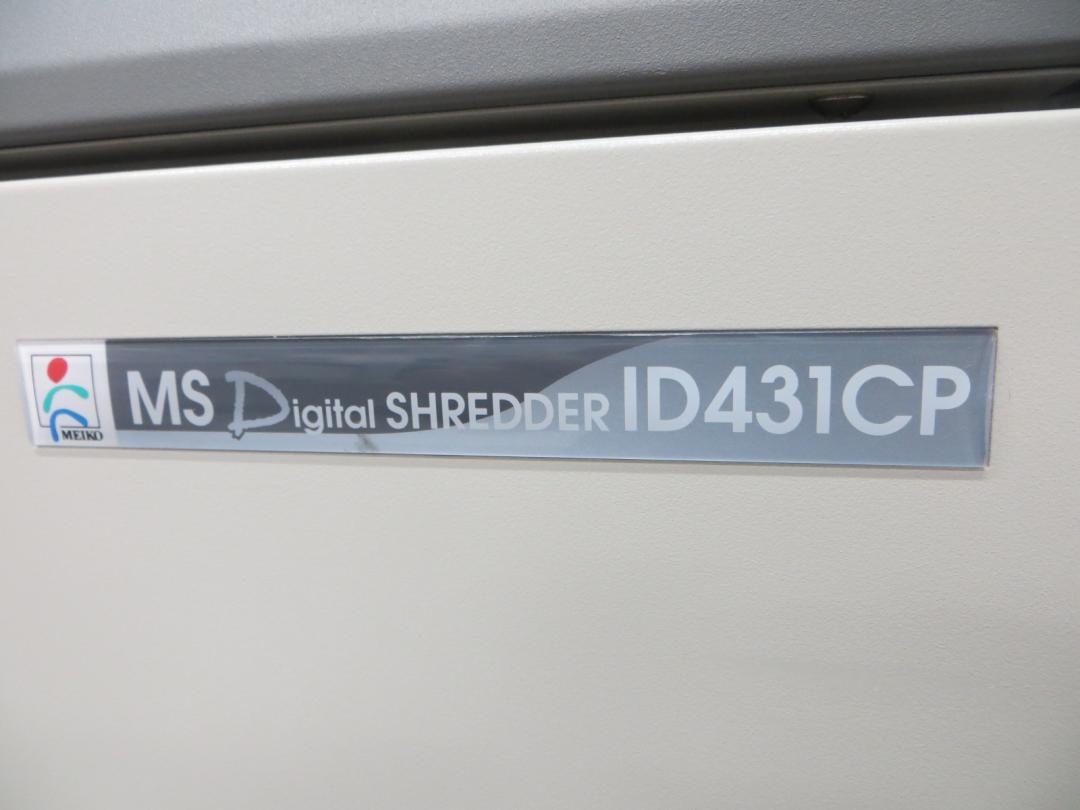 MEIKO
MS Digital SHREDDER ID431CP